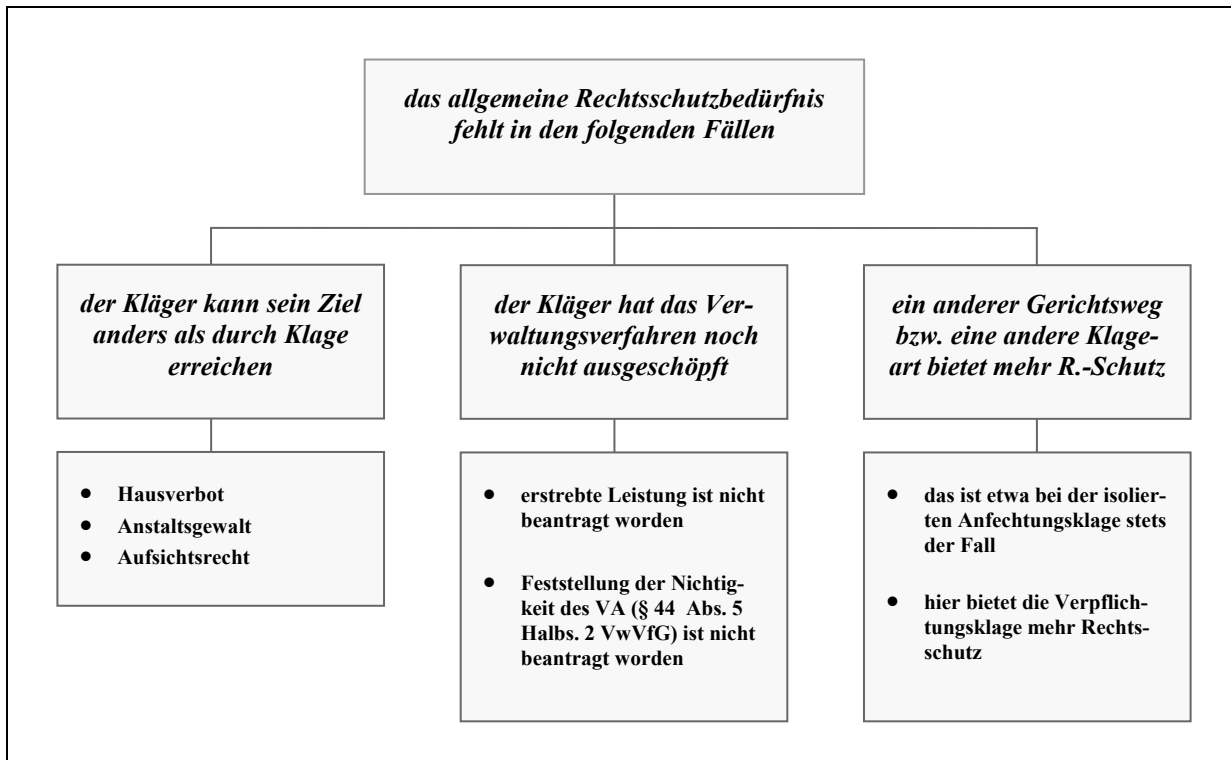 das allgemeine Rechtsschutzbedürfnis
fehlt in den folgenden Fällen
der Kläger kann sein Ziel
anders als durch Klage
erreichen
• Hausverbot
• Anstaltsgewalt
• Aufsichtsrecht
der Kläger hat das Ver-
waltungsverfahren noch
nicht ausgeschöpft
• erstrebte Leistung ist nicht
beantragt worden
• Feststellung der Nichtig-
keit des VA (§ 44 Abs. 5
Halbs. 2 VwVfG) ist nicht
beantragt worden
ein anderer Gerichtsweg
bzw. eine andere Klage-
art bietet mehr R.-Schutz
• das ist etwa bei der isolier-
ten Anfechtungsklage stets
der Fall
• hier bietet die Verpflich-
tungsklage mehr Rechts-
schutz